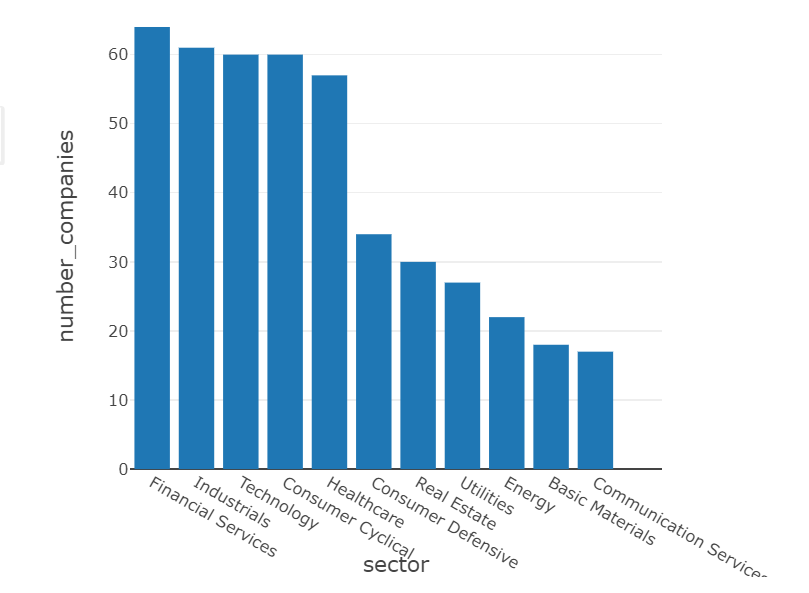 number_companies
60
50
40
30
20
10
0
Financial Services
Industrials
Technology
Consumer Cyclical
Healthcare
Consumer Defensive
Real Estate
Utilities
Energy
Basic Materials
Communication Services
sector